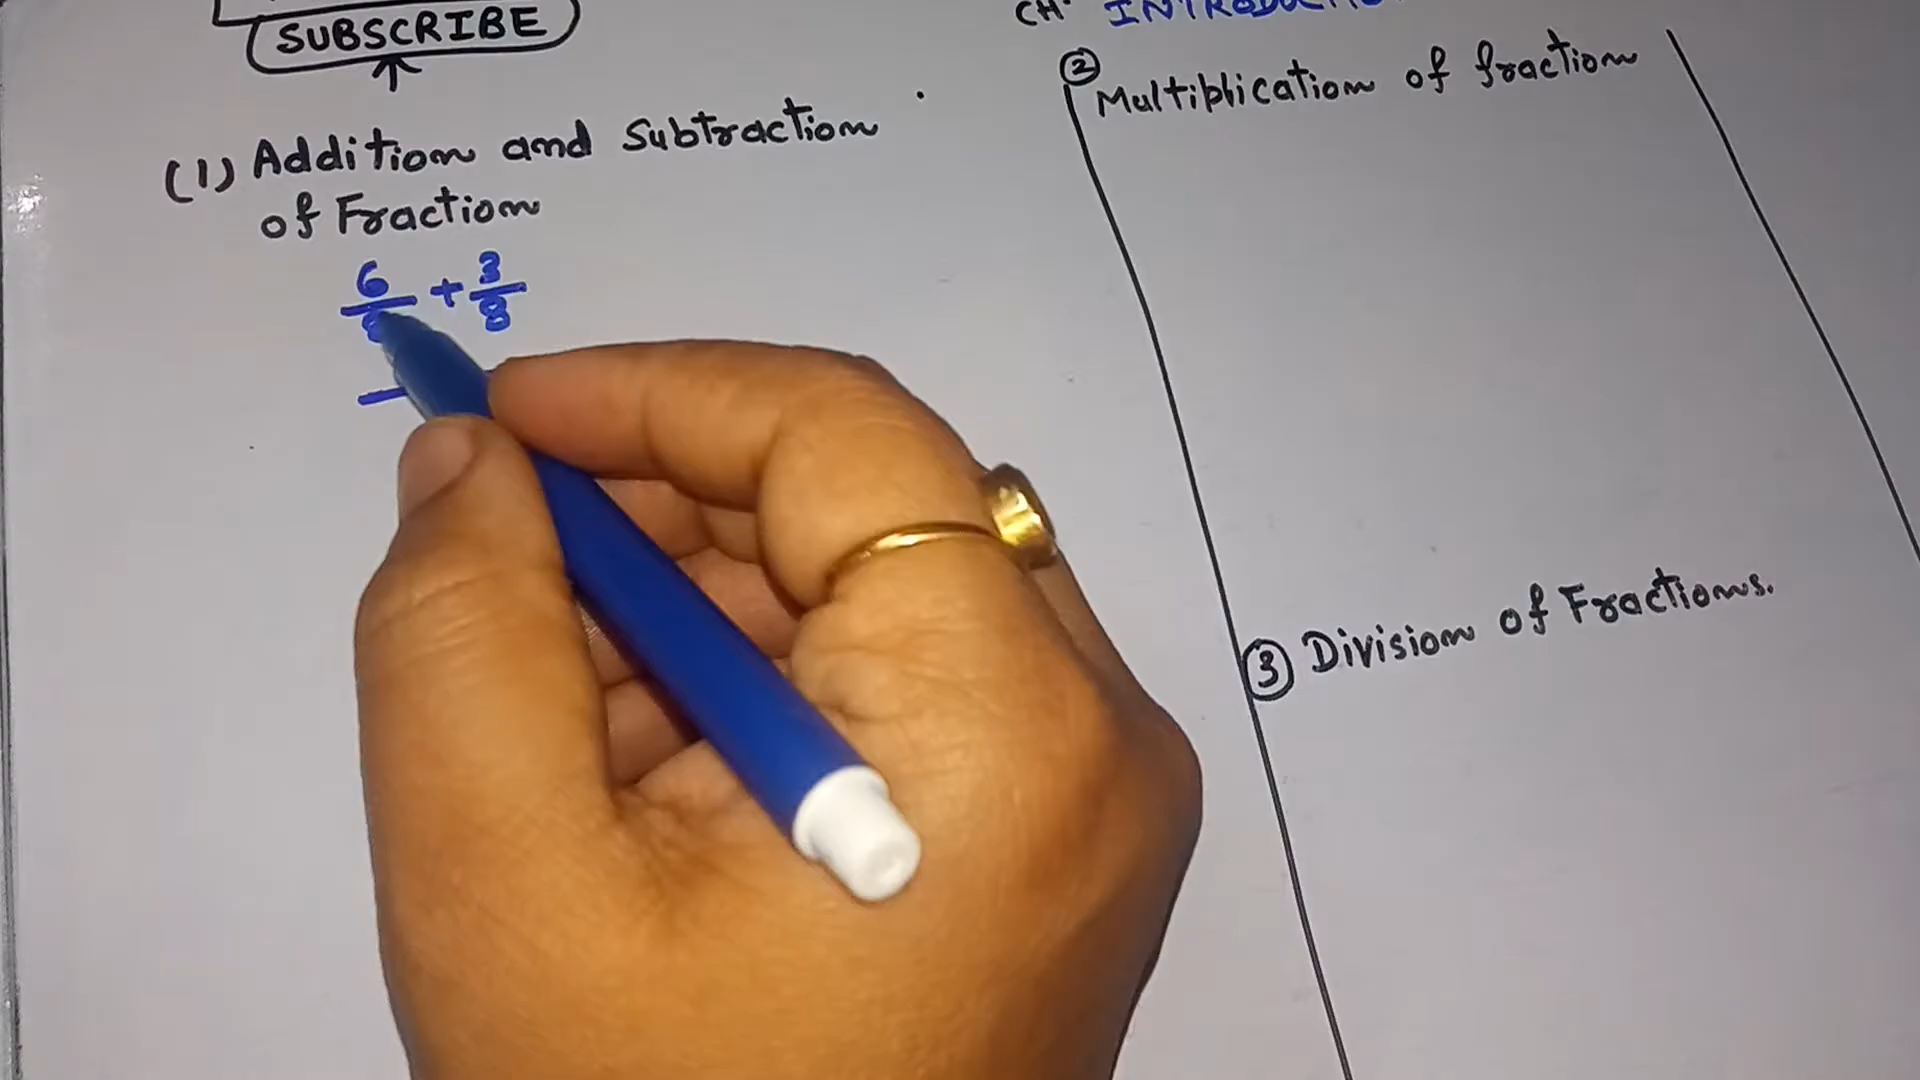 SUBSCRIBE
CH:
(1) Addition and Subtraction
of Fraction
6/8 + 3/8
② Multiplication of fraction
③ Division of Fractions.